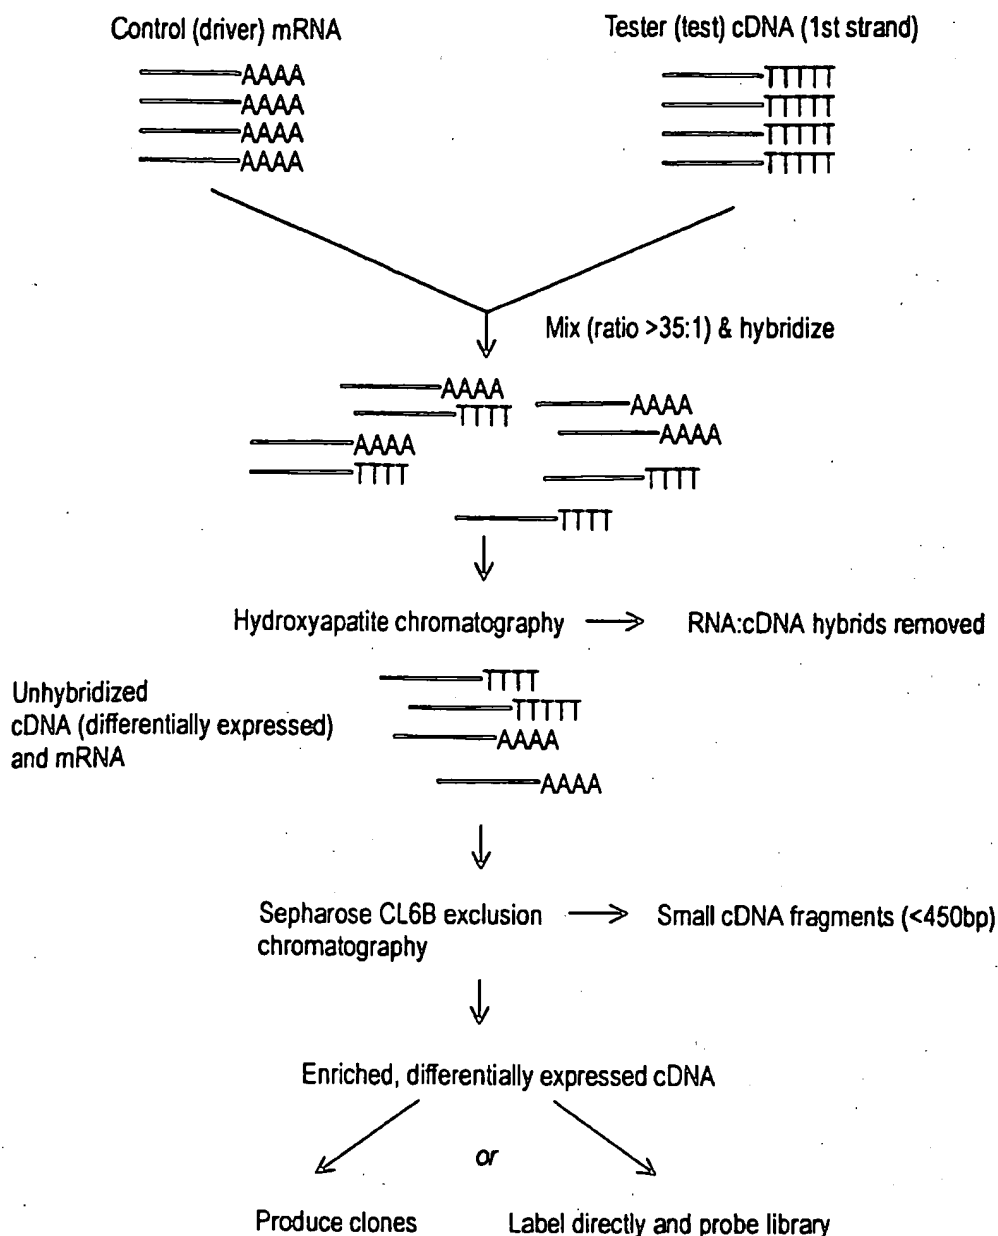 Control (driver) mRNA
Tester (test) cDNA (1st strand)
AAAA
TTTTT
AAAA
TTTTT
AAAA
TTTTT
AAAA
TTTTT
Mix (ratio >35:1) & hybridize
AAAA
TTTT
AAAA
AAAA
AAAA
TTTT
TTTT
TTTT
Hydroxyapatite chromatography
RNA:cDNA hybrids removed
Unhybridized
cDNA (differentially expressed)
and mRNA
TTTT
TTTTT
AAAA
AAAA
Sepharose CL6B exclusion
chromatography
Small cDNA fragments (<450bp)
Enriched, differentially expressed cDNA
or
Produce clones
Label directly and probe library